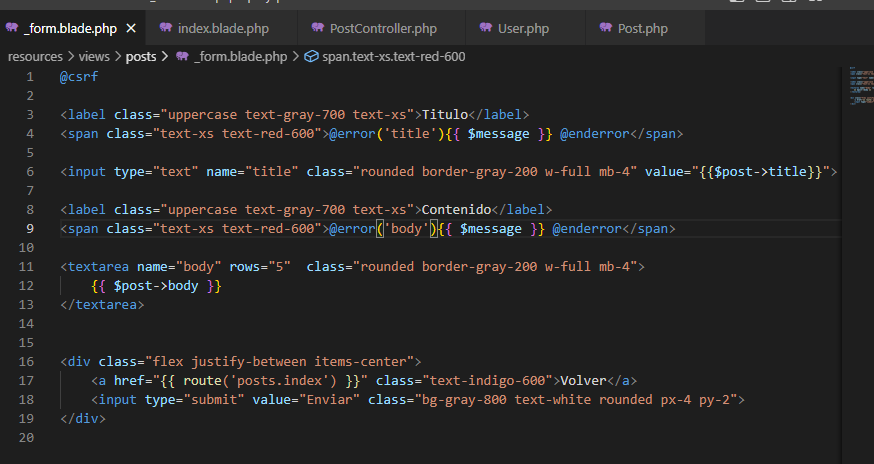 _form.blade.php
index.blade.php
PostController.php
User.php
Post.php
resources > views > posts > _form.blade.php > span.text-xs.text-red-600
1 @csrf
2
3 <label class="uppercase text-gray-700 text-xs">Titulo</label>
4 <span class="text-xs text-red-600">@error('title'){{ $message }} @enderror</span>
5
6 <input type="text" name="title" class="rounded border-gray-200 w-full mb-4" value="{{$post->title}}">
7
8 <label class="uppercase text-gray-700 text-xs">Contenido</label>
9 <span class="text-xs text-red-600">@error('body'){{ $message }} @enderror</span>
10
11 <textarea name="body" rows="5"  class="rounded border-gray-200 w-full mb-4">
12     {{ $post->body }}
13 </textarea>
14
15
16 <div class="flex justify-between items-center">
17     <a href="{{ route('posts.index') }}" class="text-indigo-600">Volver</a>
18     <input type="submit" value="Enviar" class="bg-gray-800 text-white rounded px-4 py-2">
19 </div>
20